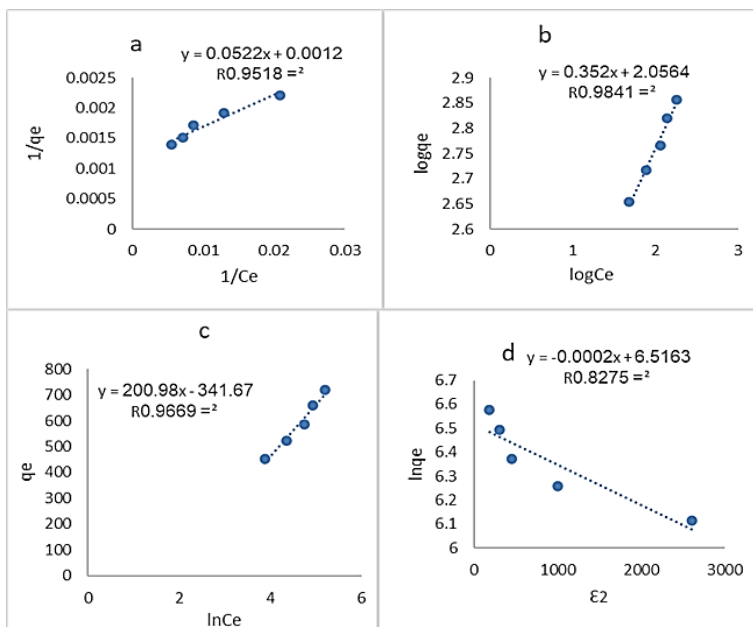 a
y = 0.0522x + 0.0012
R0.9518 =²
0.0025
0.002
0.0015
0.001
0.0005
0
1/qe
0
0.01
0.02
0.03
1/Ce
b
y = 0.352x + 2.0564
R0.9841 =²
2.9
2.85
2.8
2.75
2.7
2.65
2.6
logqe
0
1
2
3
logCe
c
y = 200.98x - 341.67
R0.9669 =²
800
700
600
500
400
300
200
100
0
qe
0
2
4
6
lnCe
d
y = -0.0002x + 6.5163
R0.8275 =²
6.7
6.6
6.5
6.4
6.3
6.2
6.1
6
lnqe
0
1000
2000
3000
Ɛ2